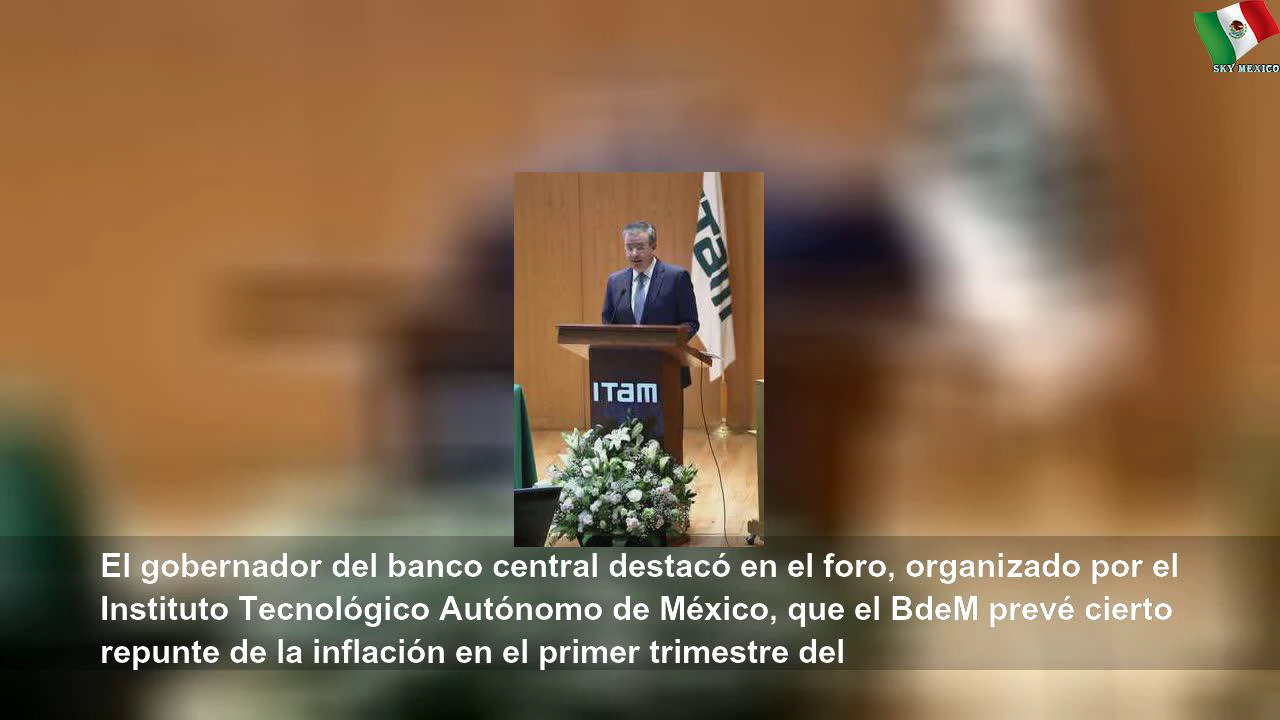 SKY MEXICO
ITAM
ITAM
El gobernador del banco central destacó en el foro, organizado por el
Instituto Tecnológico Autónomo de México, que el BdeM prevé cierto
repunte de la inflación en el primer trimestre del